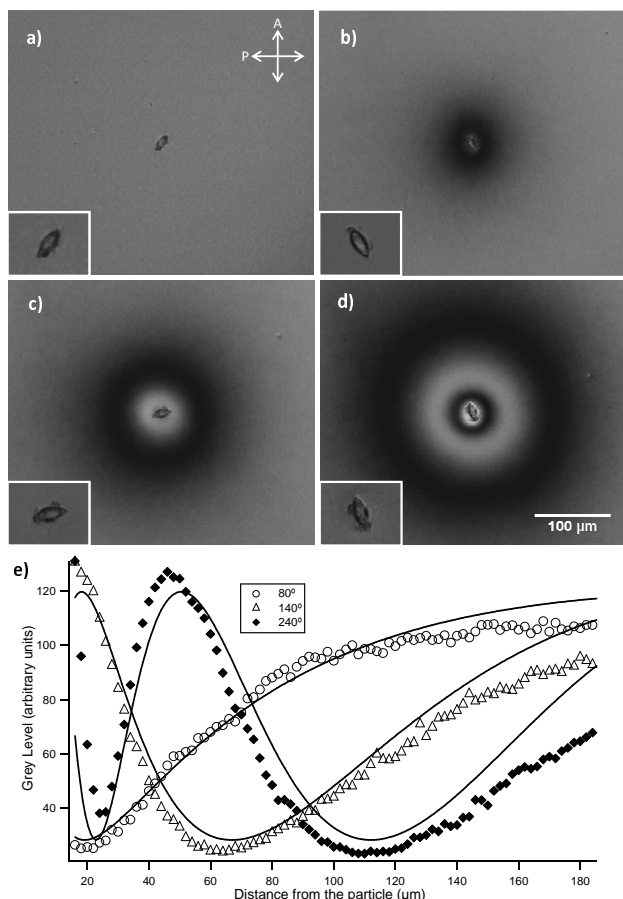 a)
A
P
b)
c)
d)
100 µm
e)
Grey Level (arbitrary units)
120
100
80
60
40
80º
140º
240º
20
40
60
80
100
120
140
160
180
Distance from the particle (µm)